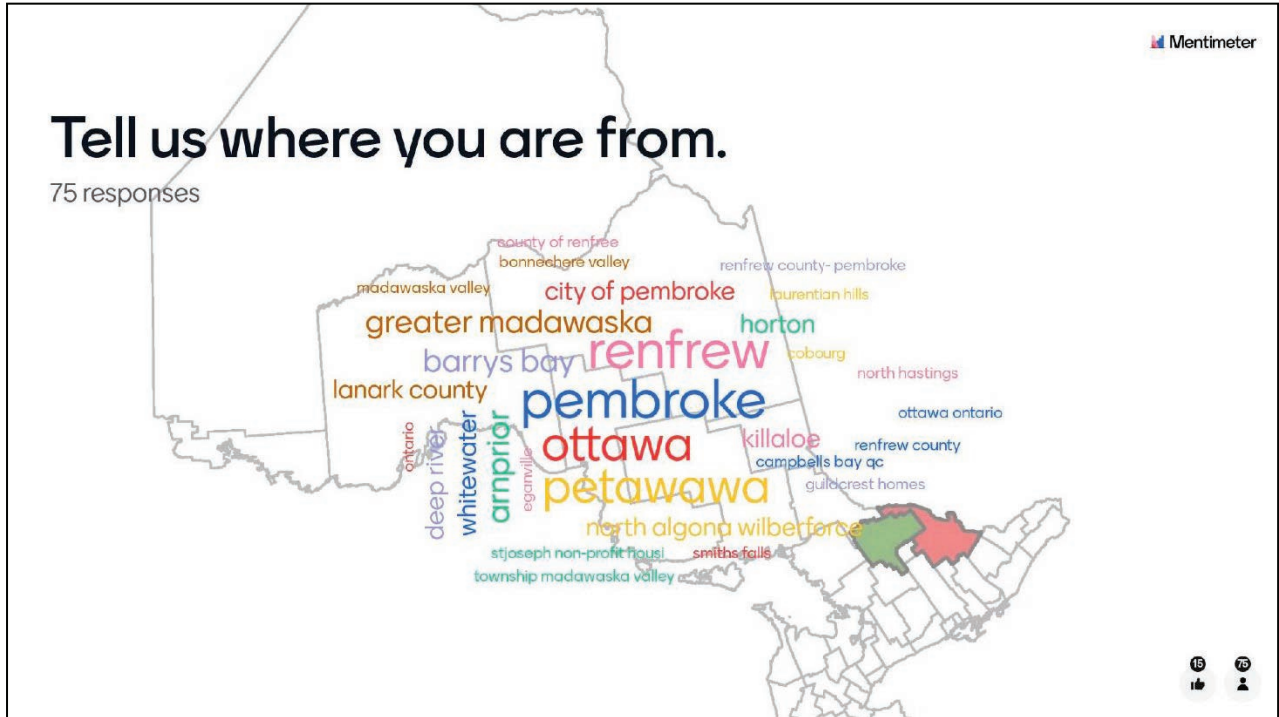 Mentimeter
Tell us where you are from.
75 responses
county of renfree
bonnechere valley
renfrew county- pembroke
madawaska valley
city of pembroke
laurentian hills
greater madawaska
horton
renfrew
cobourg
barrys bay
north hastings
lanark county
pembroke
ottawa ontario
ontario
deep river
whitewater
arnprior
eganville
ottawa
killaloe
renfrew county
campbells bay qc
petawawa
guildcrest homes
north algona wilberforce
stjoseph non-profit housi
smiths falls
township madawaska valley
15 75